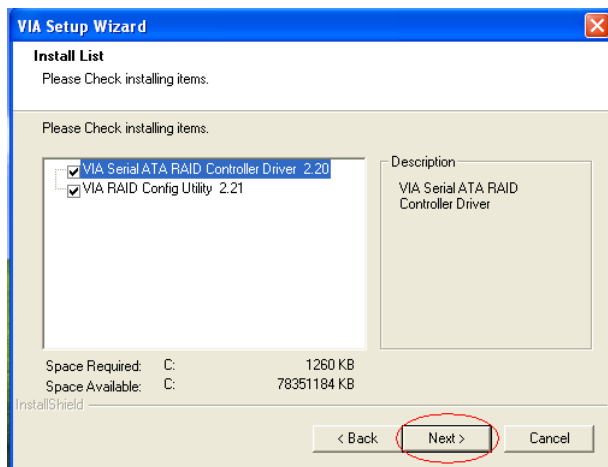 VIA Setup Wizard
Install List
Please Check installing items.
Please Check installing items.
VIA Serial ATA RAID Controller Driver 2.20
VIA RAID Config Utility 2.21
Description
VIA Serial ATA RAID
Controller Driver
Space Required: C: 1260 KB
Space Available: C: 78351184 KB
InstallShield
< Back Next > Cancel